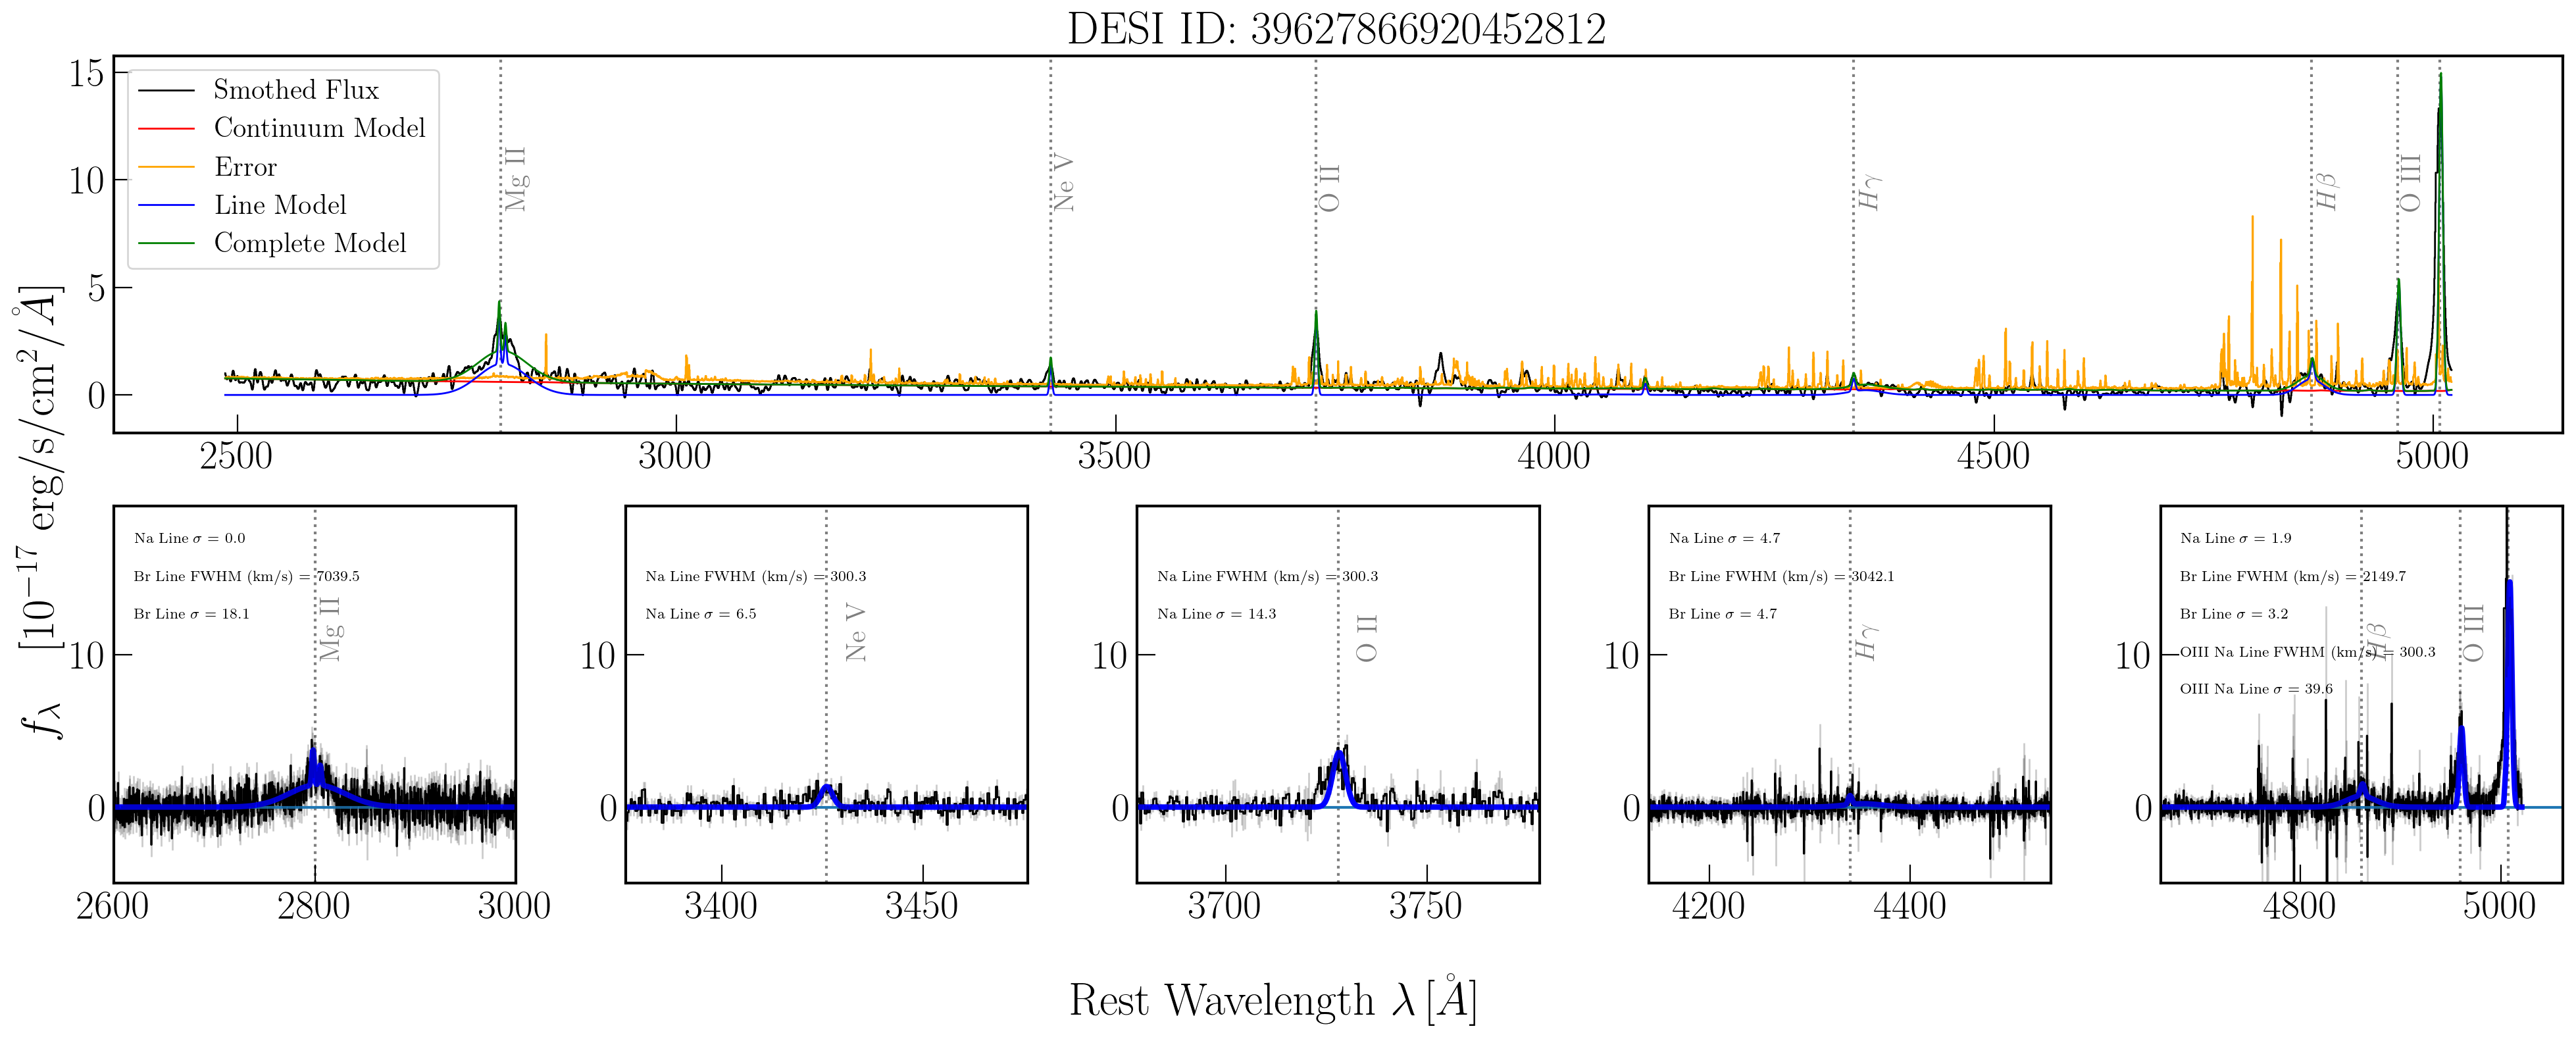 DESI ID: 39627866920452812
Smothed Flux
Continuum Model
Error
Line Model
Complete Model
15
10
5
0
Mg II
Ne V
O II
Hγ
Hβ
O III
2500
3000
3500
4000
4500
5000
fλ [10−17 erg/s/cm2/Å]
Na Line σ = 0.0
Br Line FWHM (km/s) = 7039.5
Br Line σ = 18.1
Mg II
10
0
2600
2800
3000
Na Line FWHM (km/s) = 300.3
Na Line σ = 6.5
Ne V
10
0
3400
3450
Na Line FWHM (km/s) = 300.3
Na Line σ = 14.3
O II
10
0
3700
3750
Na Line σ = 4.7
Br Line FWHM (km/s) = 3042.1
Br Line σ = 4.7
Hγ
10
0
4200
4400
Na Line σ = 1.9
Br Line FWHM (km/s) = 2149.7
Br Line σ = 3.2
OIII Na Line FWHM (km/s) = 300.3
OIII Na Line σ = 39.6
Hβ
O III
10
0
4800
5000
Rest Wavelength λ [Å]